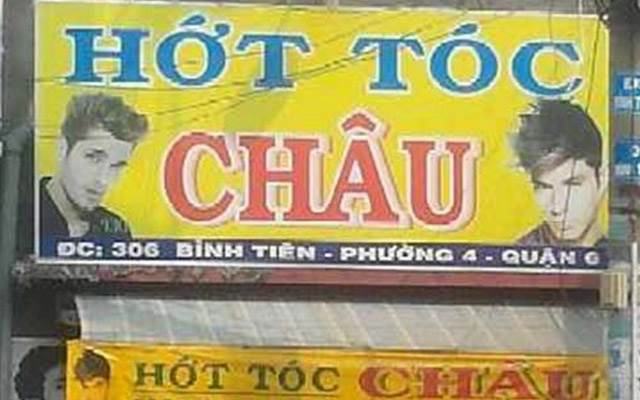 HỚT TÓC
CHÂU
ĐC: 306 BÌNH TIÊN - PHƯỜNG 4 - QUẬN 6
HỚT TÓC CHÂU